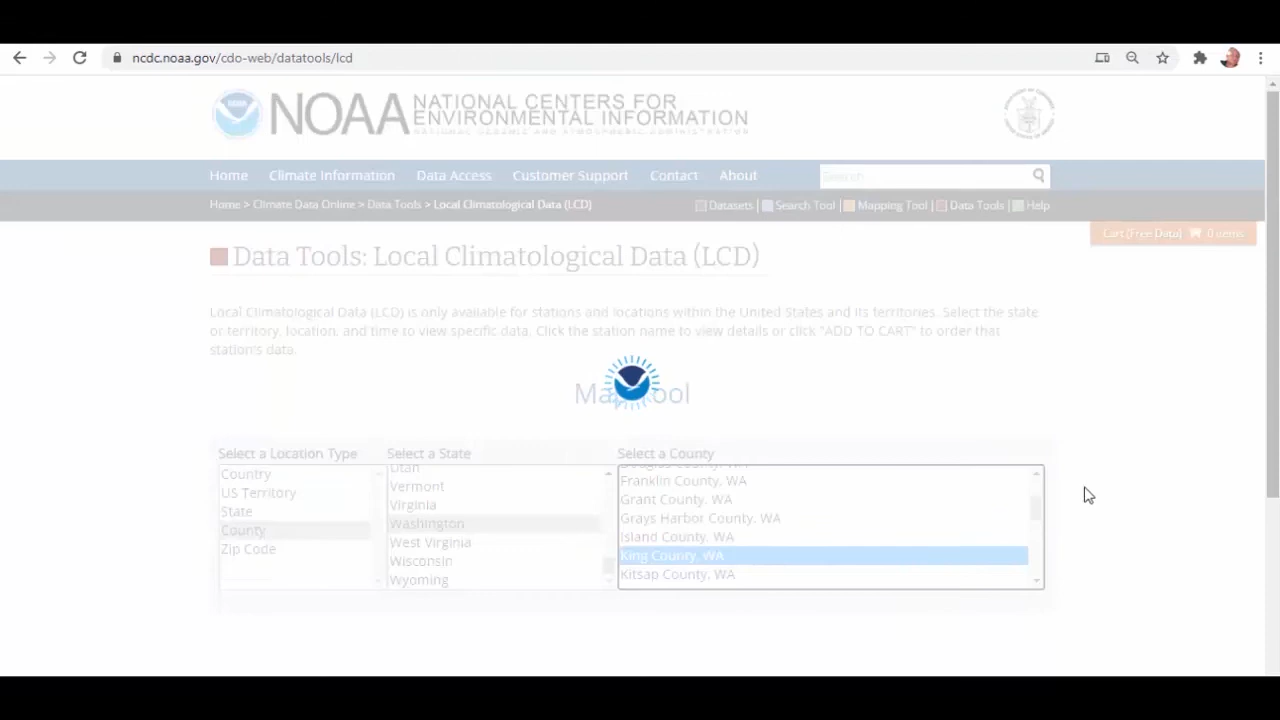 ncdc.noaa.gov/cdo-web/datatools/lcd
NOAA NATIONAL CENTERS FOR
ENVIRONMENTAL INFORMATION
NATIONAL OCEANIC AND ATMOSPHERIC ADMINISTRATION
Home Climate Information Data Access Customer Support Contact About Search
Home > Climate Data Online > Data Tools > Local Climatological Data (LCD) Datasets | Search Tool | Mapping Tool | Data Tools | Help
Cart (Free Data) 0 items
Data Tools: Local Climatological Data (LCD)
Local Climatological Data (LCD) is only available for stations and locations within the United States and its territories. Select the state
or territory, location, and time to view specific data. Click the station name to view details or click "ADD TO CART" to order that
station's data.
Ma ool
Select a Location Type Select a State Select a County
Country
US Territory
State
County
Zip Code
Utah
Vermont
Virginia
Washington
West Virginia
Wisconsin
Wyoming
Douglas County, WA
Franklin County, WA
Grant County, WA
Grays Harbor County, WA
Island County, WA
King County, WA
Kitsap County, WA